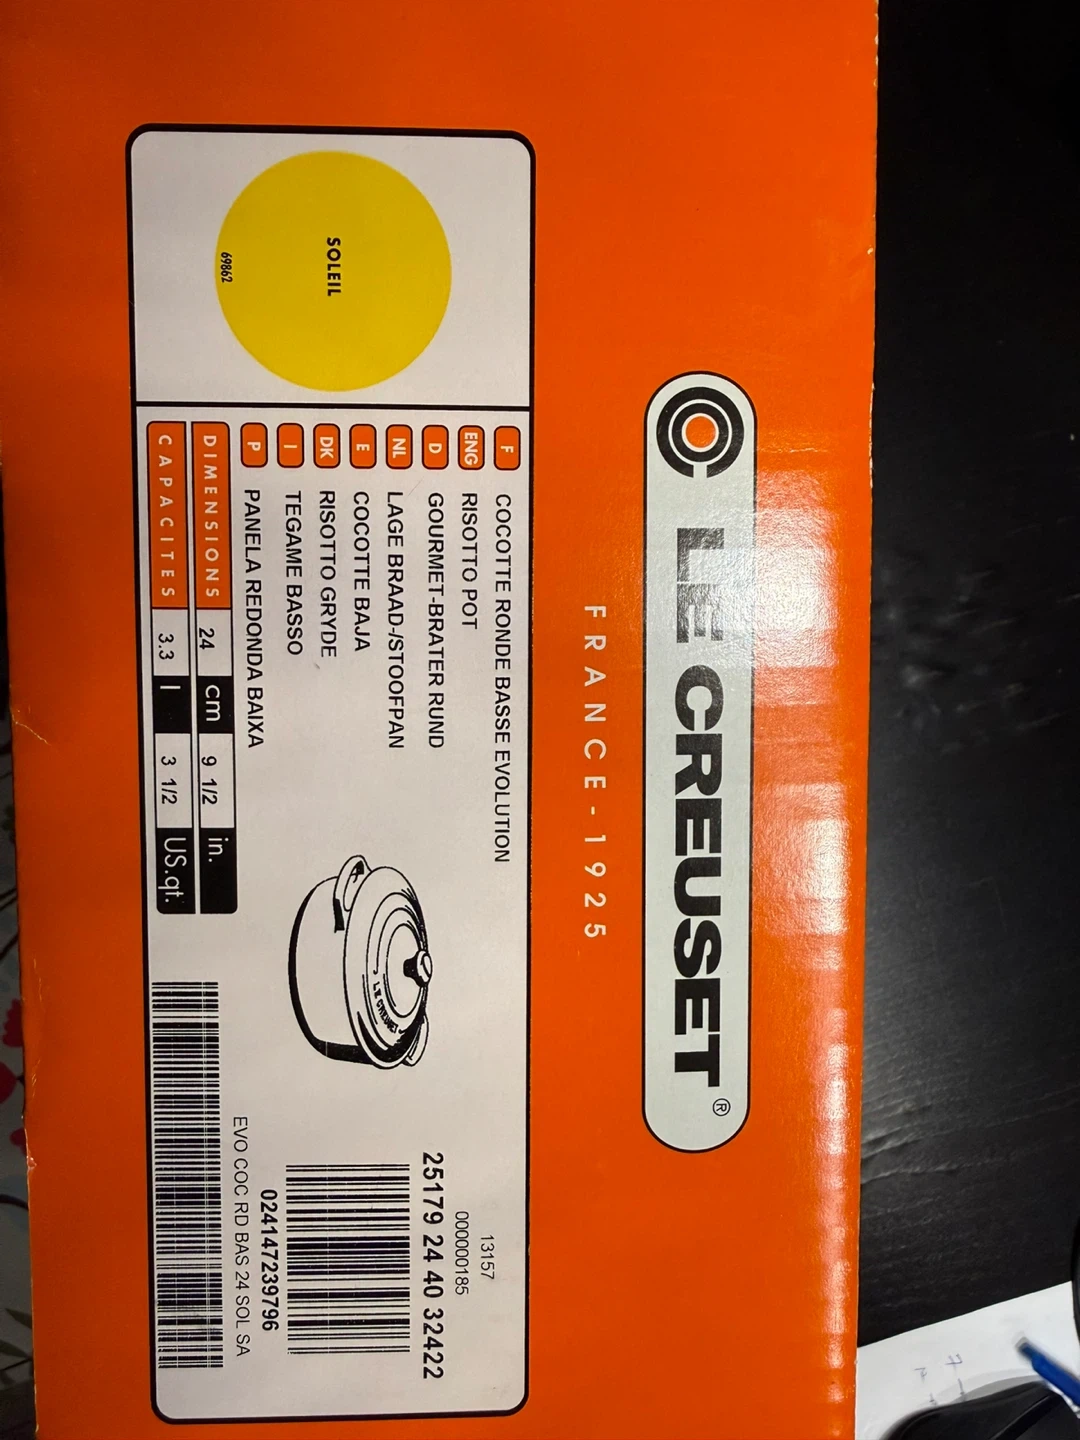 LE CREUSET®
FRANCE - 1925
SOLEIL
69862
F COCOTTE RONDE BASSE EVOLUTION
ENG RISOTTO POT
D GOURMET-BRATER RUND
NL LAGE BRAAD-/STOOFPAN
E COCOTTE BAJA
DK RISOTTO GRYDE
I TEGAME BASSO
P PANELA REDONDA BAIXA
DIMENSIONS 24 cm 9 1/2 in.
CAPACITES 3.3 l 3 1/2 US.qt.
LE CREUSET
13157
000000185
25179 24 40 32422
024147239796
EVO COC RD BAS 24 SOL SA